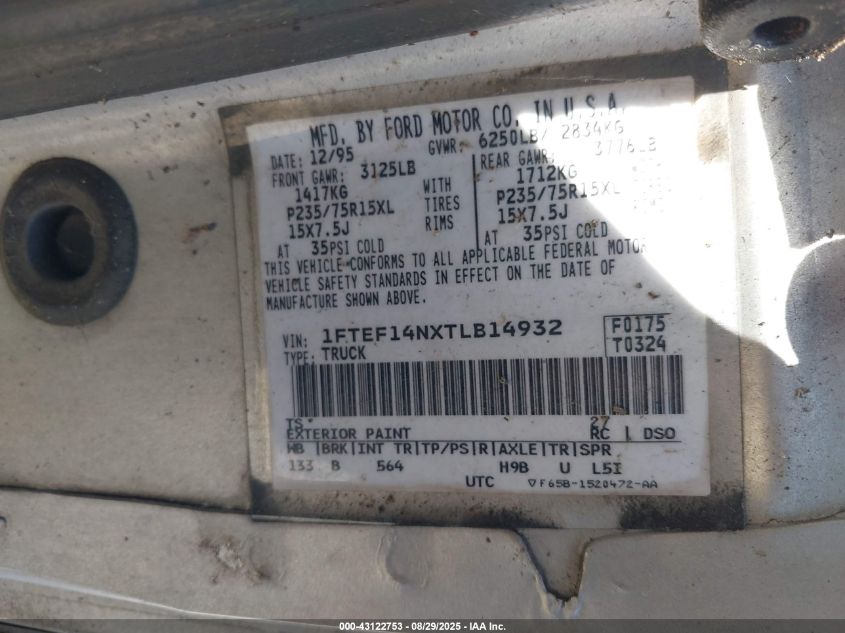 MFD. BY FORD MOTOR CO. IN U.S.A.
DATE: 12/95 GVWR: 6250LB/ 2834KG
FRONT GAWR: 3125LB REAR GAWR: 3776LB
1417KG WITH 1712KG
P235/75R15XL TIRES P235/75R15XL
15X7.5J RIMS 15X7.5J
AT 35PSI COLD AT 35PSI COLD
THIS VEHICLE CONFORMS TO ALL APPLICABLE FEDERAL MOTOR
VEHICLE SAFETY STANDARDS IN EFFECT ON THE DATE OF
MANUFACTURE SHOWN ABOVE.
VIN: 1FTEF14NXTLB14932 F0175
TYPE: TRUCK T0324
TS 27
EXTERIOR PAINT RC | DSO
WB |BRK|INT TR|TP/PS|R|AXLE|TR|SPR
133 B 564 H9B U L5I
UTC ▽F65B-1520472-AA
000-43122753 - 08/29/2025 - IAA Inc.